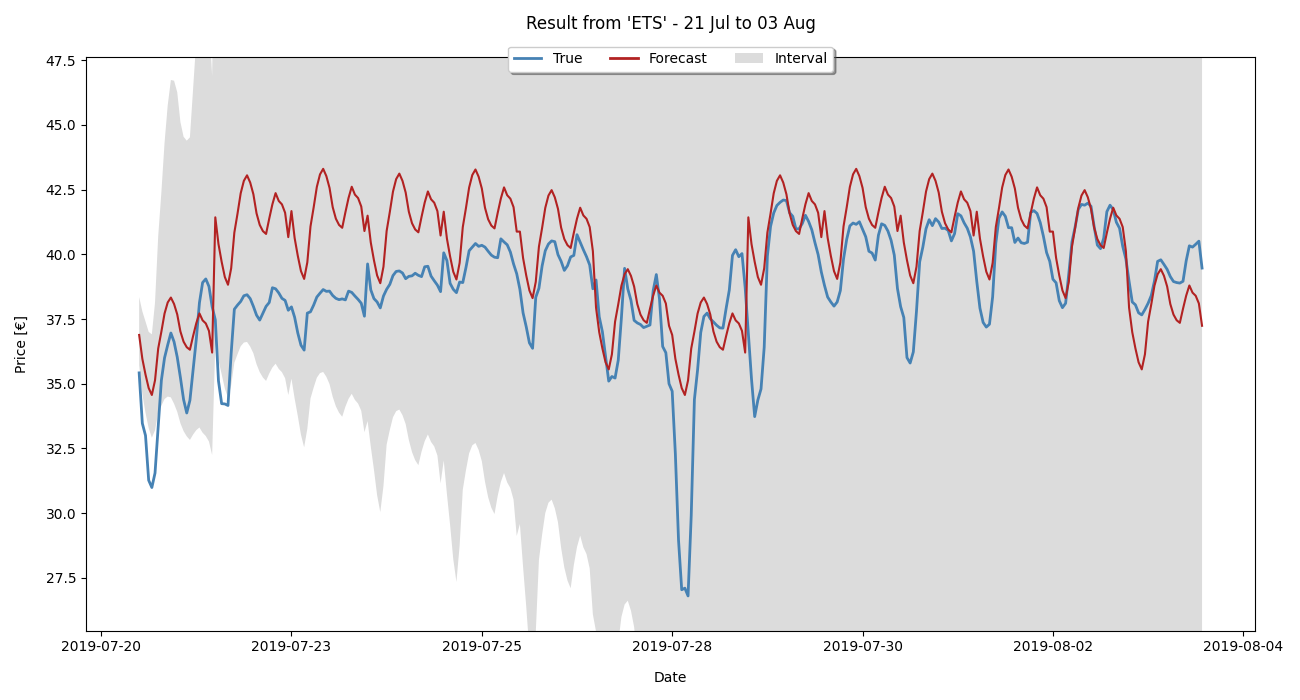 Result from 'ETS' - 21 Jul to 03 Aug
True Forecast Interval
47.5
45.0
42.5
40.0
37.5
35.0
32.5
30.0
27.5
Price [€]
2019-07-20 2019-07-23 2019-07-25 2019-07-28 2019-07-30 2019-08-02 2019-08-04
Date